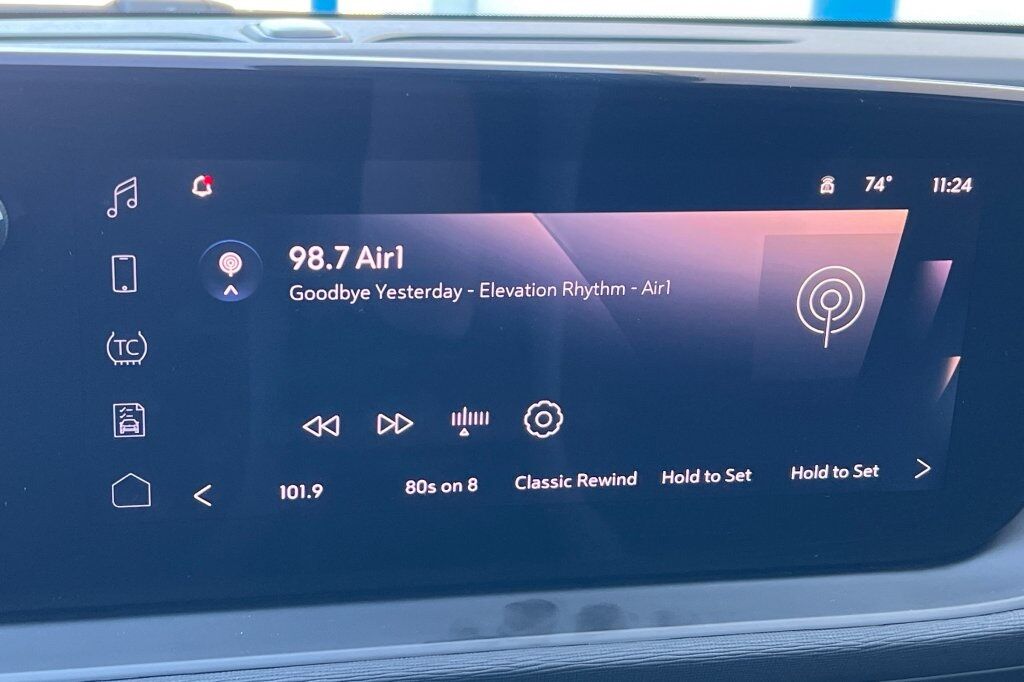 74° 11:24
98.7 Air1
Goodbye Yesterday - Elevation Rhythm - Air1
TC
101.9 80s on 8 Classic Rewind Hold to Set Hold to Set